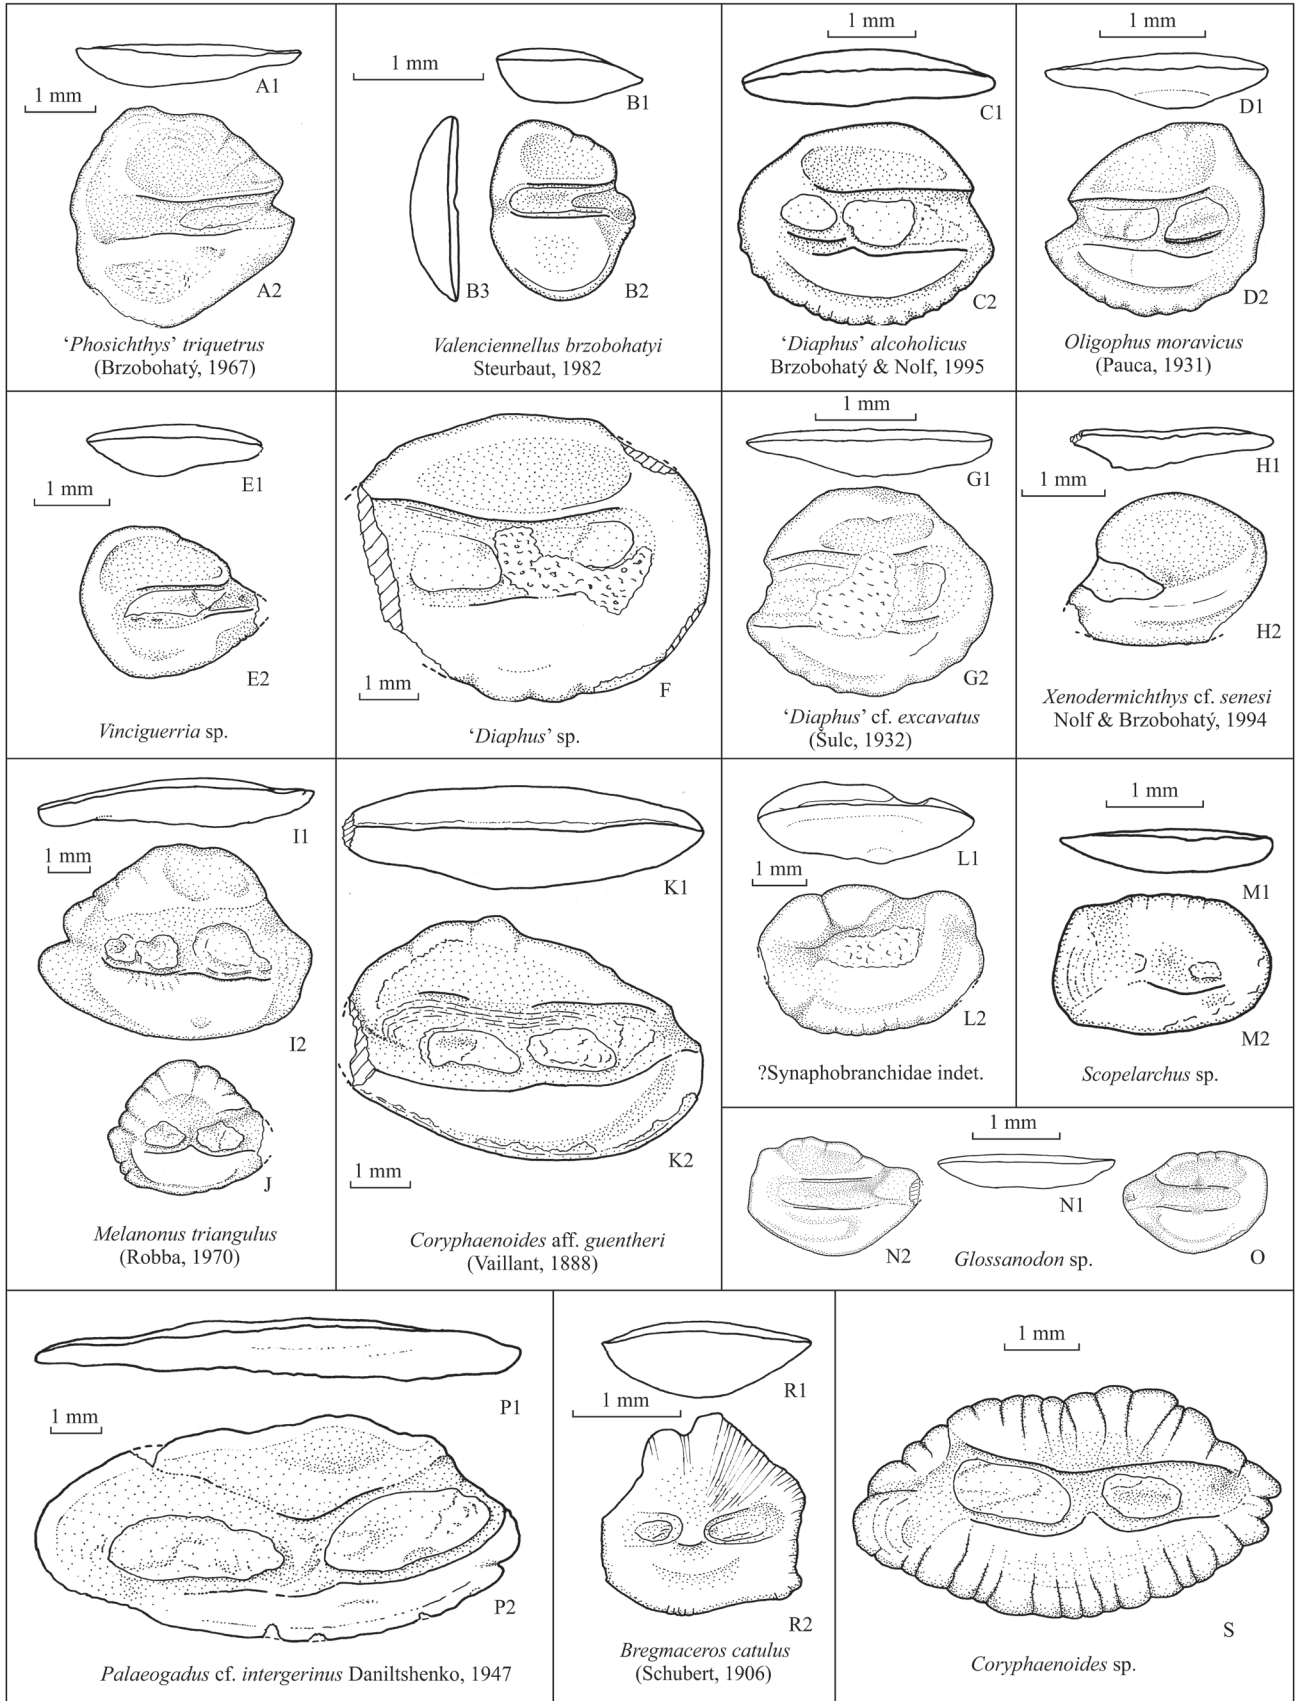 A1
1 mm
A2
‘Phosichthys’ triquetrus
(Brzobohatý, 1967)
1 mm
B1
B3
B2
Valenciennellus brzobohatyi
Steurbaut, 1982
1 mm
C1
C2
‘Diaphus’ alcoholicus
Brzobohatý & Nolf, 1995
1 mm
D1
D2
Oligophus moravicus
(Pauca, 1931)
E1
1 mm
E2
Vinciguerria sp.
1 mm
F
‘Diaphus’ sp.
1 mm
G1
G2
‘Diaphus’ cf. excavatus
(Šulc, 1932)
H1
1 mm
H2
Xenodermichthys cf. senesi
Nolf & Brzobohatý, 1994
I1
1 mm
I2
J
Melanonus triangulus
(Robba, 1970)
K1
K2
1 mm
Coryphaenoides aff. guentheri
(Vaillant, 1888)
L1
1 mm
L2
?Synaphobranchidae indet.
1 mm
M1
M2
Scopelarchus sp.
1 mm
N1
N2
Glossanodon sp.
O
P1
1 mm
P2
Palaeogadus cf. intergerinus Daniltshenko, 1947
R1
1 mm
R2
Bregmaceros catulus
(Schubert, 1906)
1 mm
S
Coryphaenoides sp.